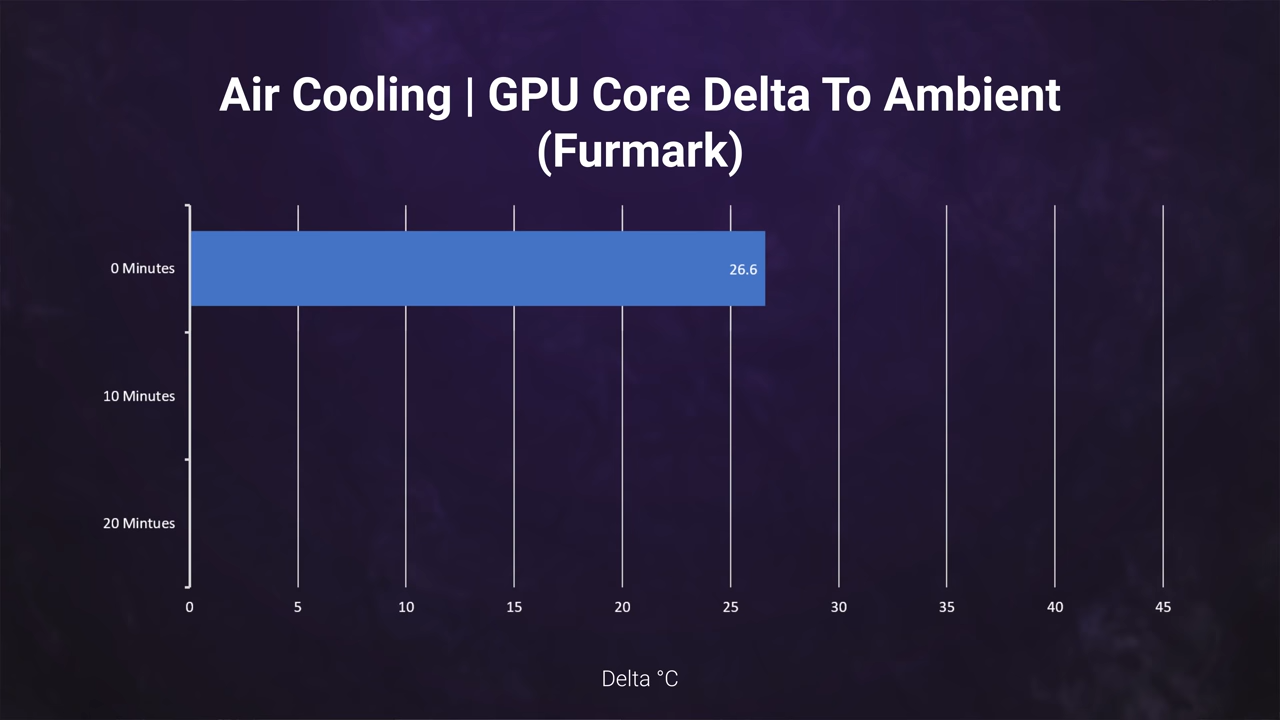 Air Cooling | GPU Core Delta To Ambient
(Furmark)
0 Minutes
26.6
10 Minutes
20 Mintues
0 5 10 15 20 25 30 35 40 45
Delta °C